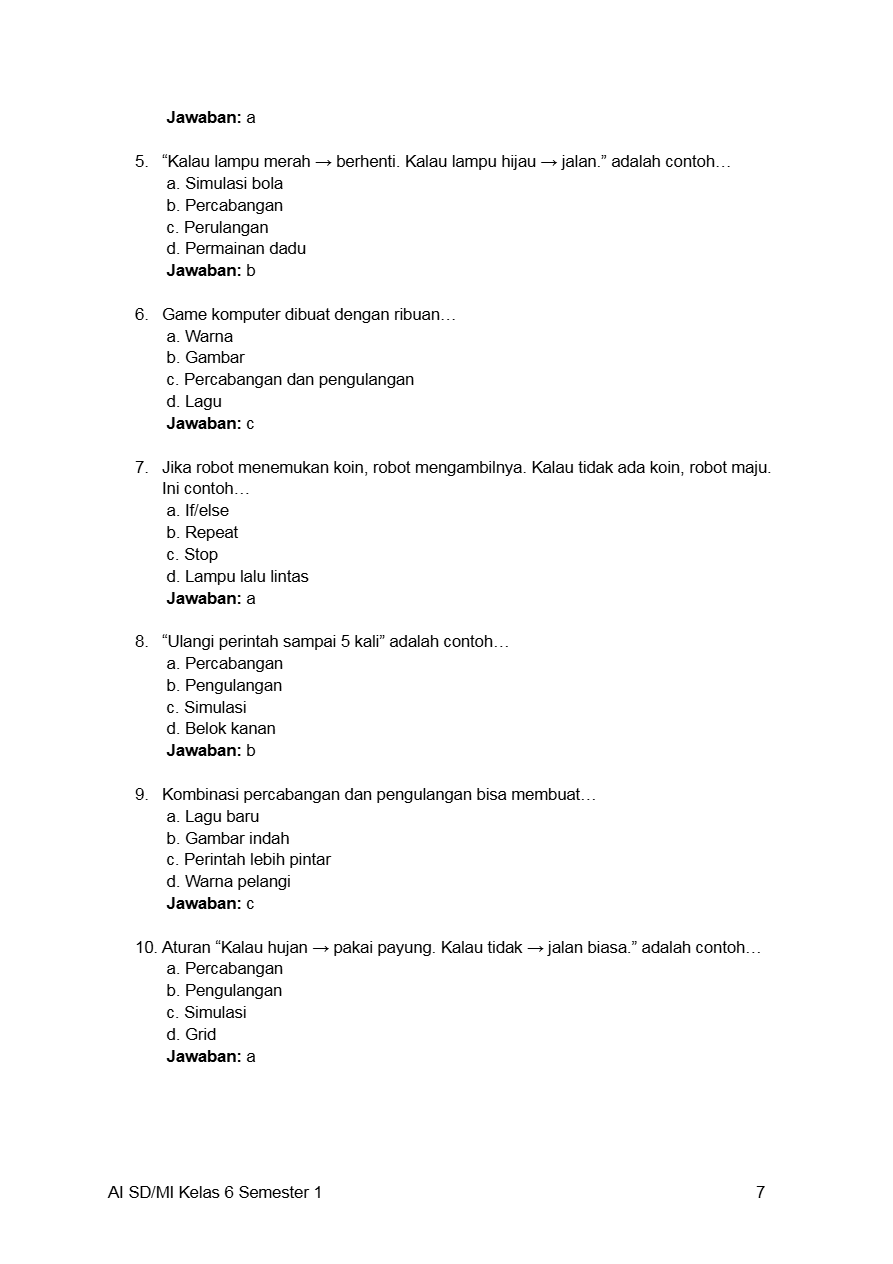 Jawaban: a
5. “Kalau lampu merah → berhenti. Kalau lampu hijau → jalan.” adalah contoh…
a. Simulasi bola
b. Percabangan
c. Perulangan
d. Permainan dadu
Jawaban: b
6. Game komputer dibuat dengan ribuan…
a. Warna
b. Gambar
c. Percabangan dan pengulangan
d. Lagu
Jawaban: c
7. Jika robot menemukan koin, robot mengambilnya. Kalau tidak ada koin, robot maju.
Ini contoh…
a. If/else
b. Repeat
c. Stop
d. Lampu lalu lintas
Jawaban: a
8. “Ulangi perintah sampai 5 kali” adalah contoh…
a. Percabangan
b. Pengulangan
c. Simulasi
d. Belok kanan
Jawaban: b
9. Kombinasi percabangan dan pengulangan bisa membuat…
a. Lagu baru
b. Gambar indah
c. Perintah lebih pintar
d. Warna pelangi
Jawaban: c
10. Aturan “Kalau hujan → pakai payung. Kalau tidak → jalan biasa.” adalah contoh…
a. Percabangan
b. Pengulangan
c. Simulasi
d. Grid
Jawaban: a
AI SD/MI Kelas 6 Semester 1 7